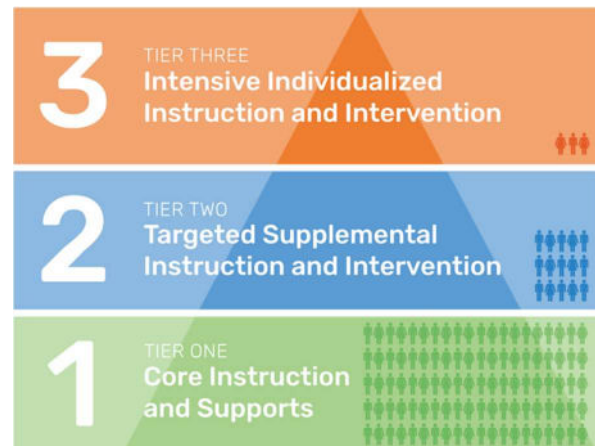 3
TIER THREE
Intensive Individualized
Instruction and Intervention
2
TIER TWO
Targeted Supplemental
Instruction and Intervention
1
TIER ONE
Core Instruction
and Supports